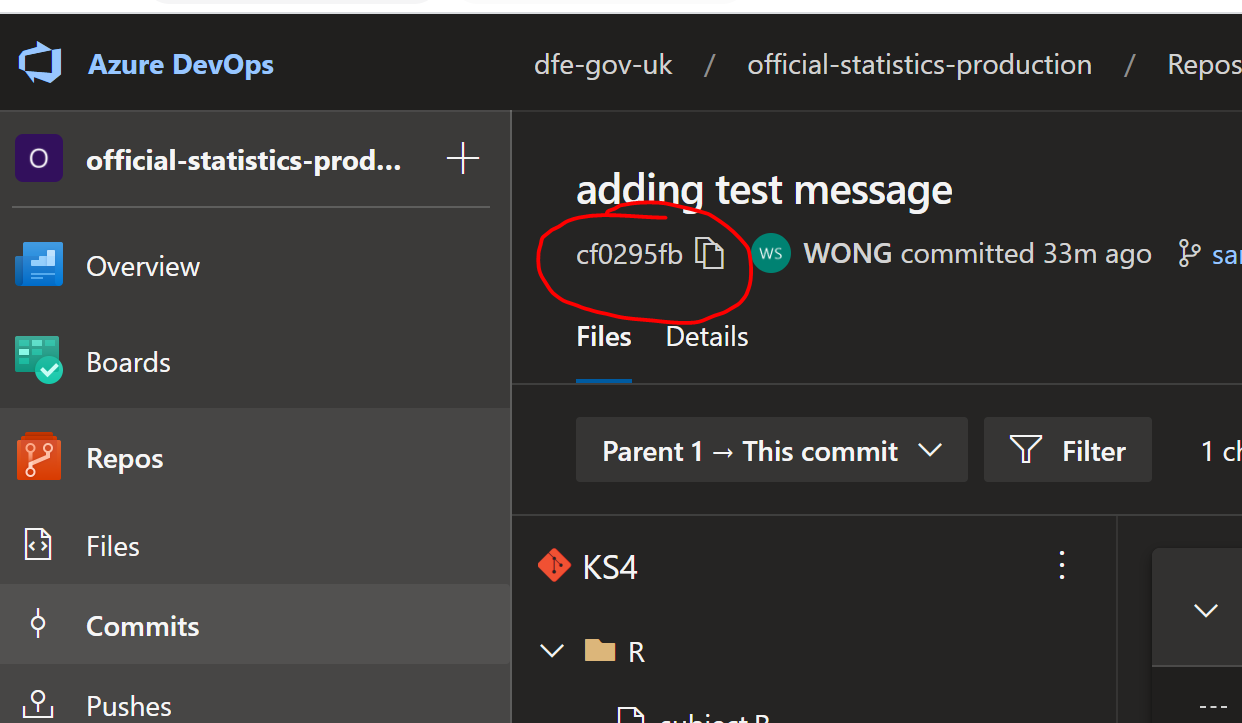 Azure DevOps
dfe-gov-uk / official-statistics-production / Repos
O official-statistics-prod...
adding test message
cf0295fb WS WONG committed 33m ago
Overview
Files Details
Boards
Parent 1 → This commit Filter 1
Repos
Files
KS4
Commits
R
Pushes
subject.R